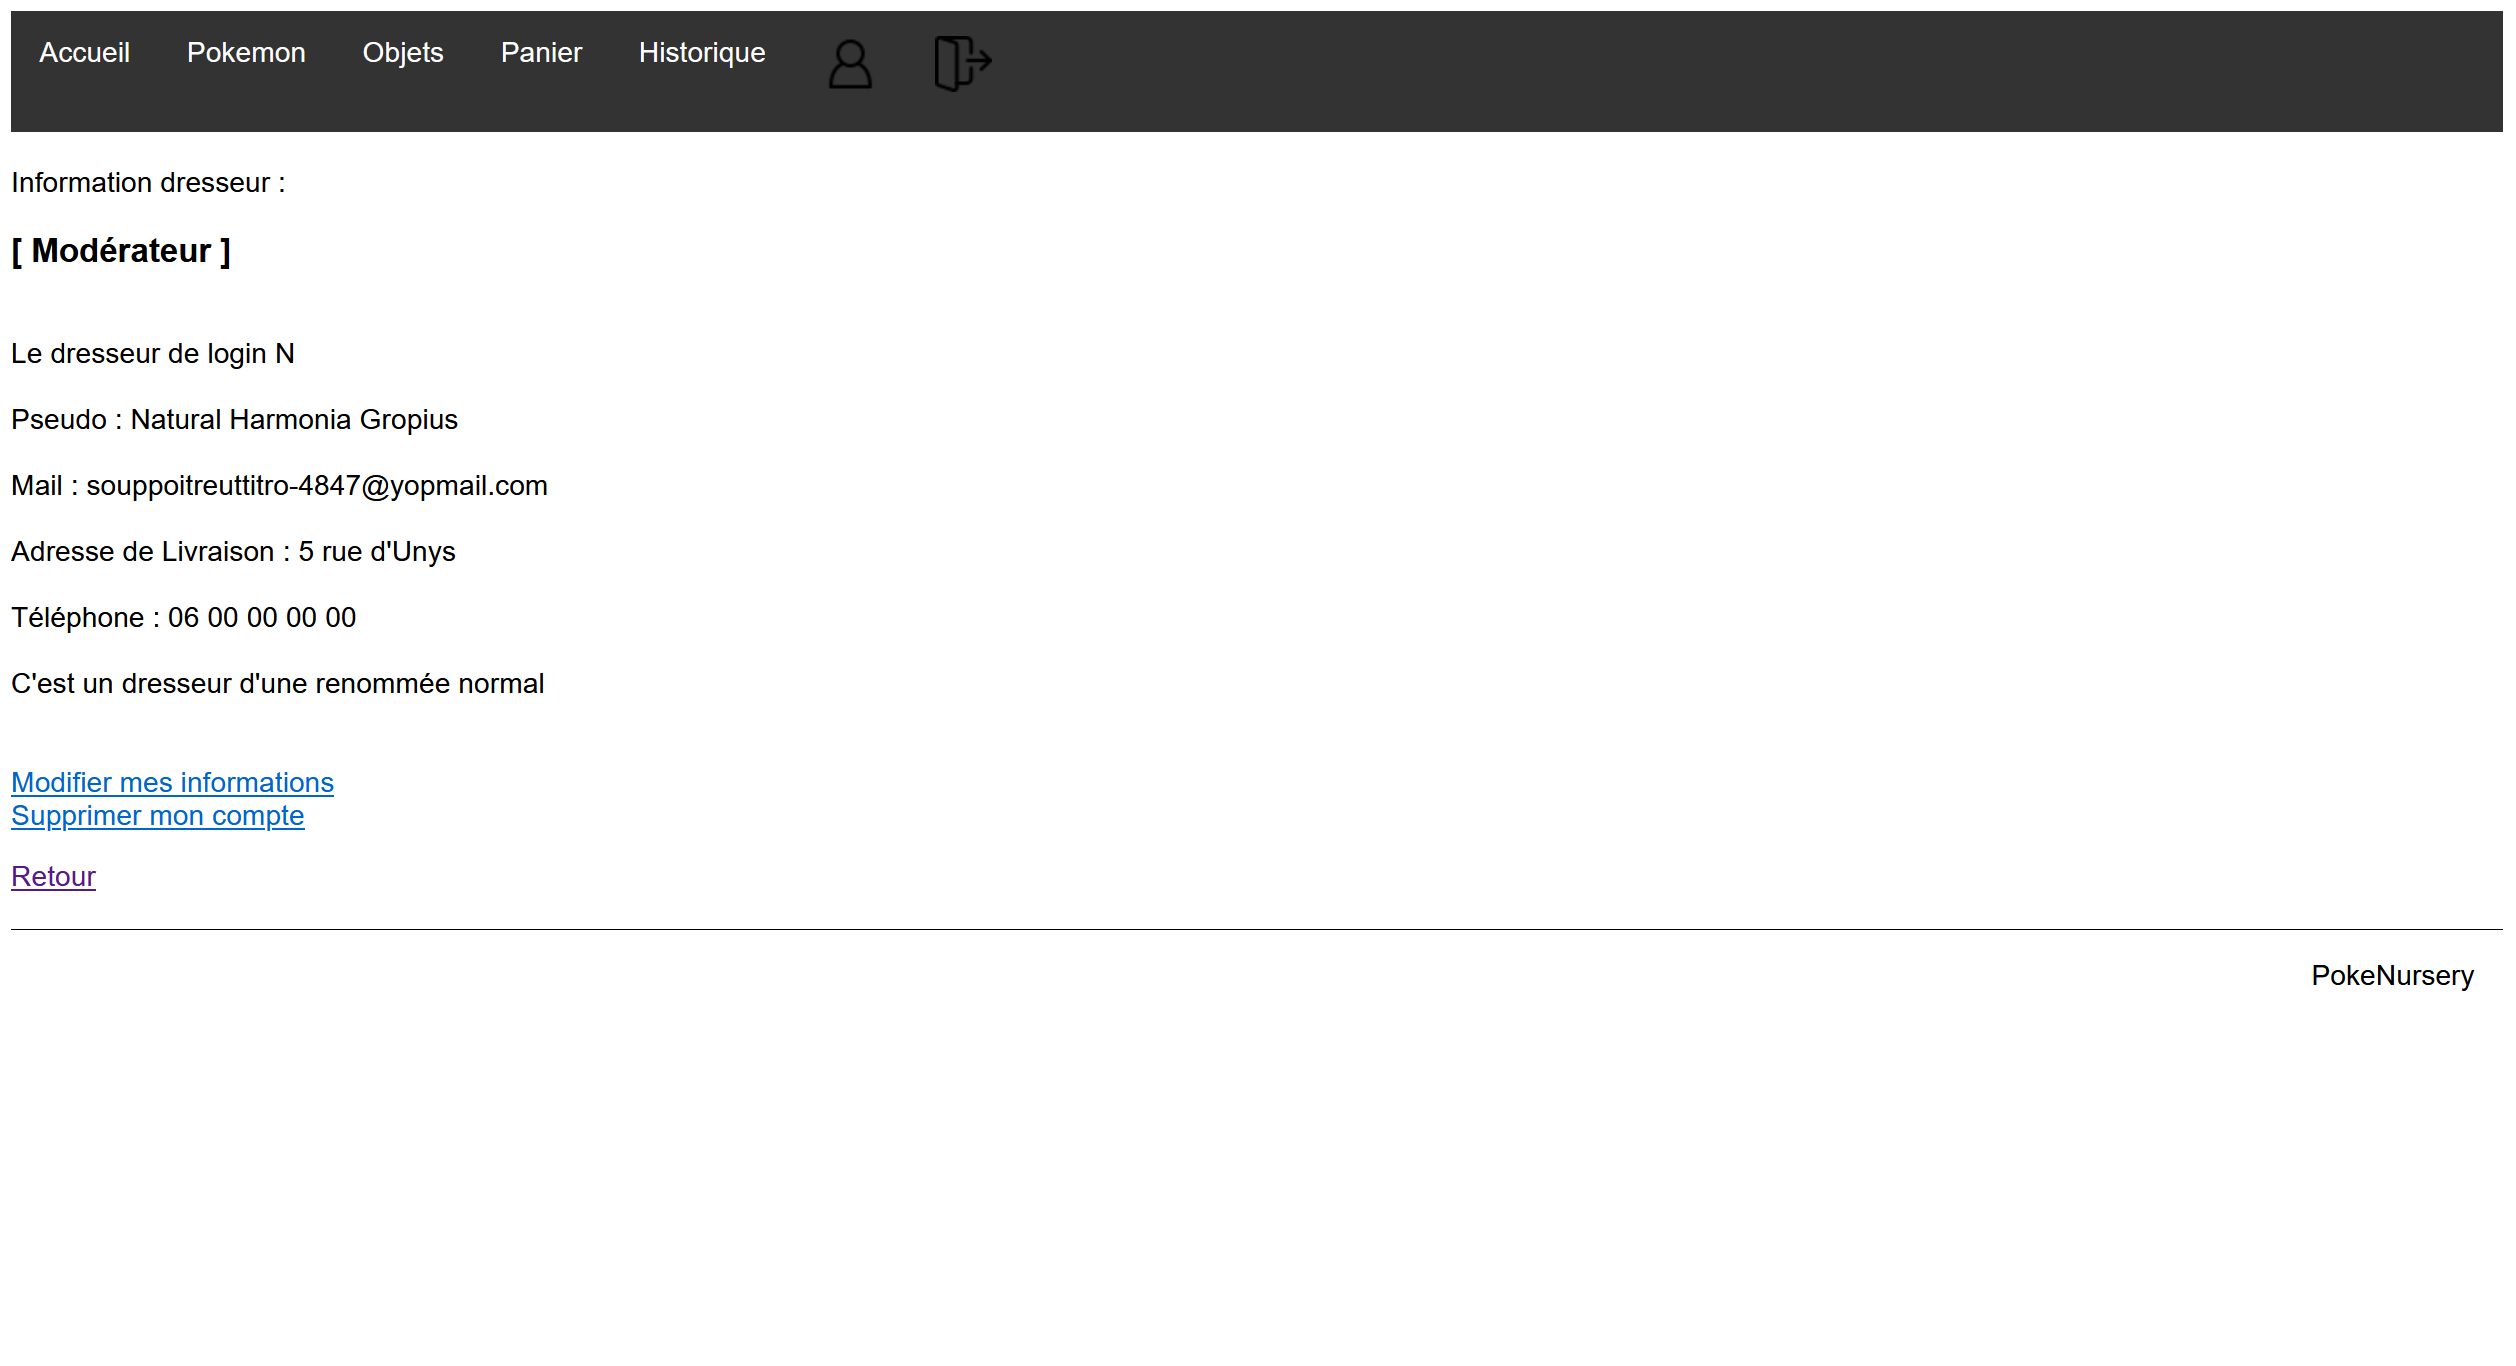 Accueil Pokemon Objets Panier Historique
Information dresseur :
[ Modérateur ]
Le dresseur de login N
Pseudo : Natural Harmonia Gropius
Mail : souppoitreuttitro-4847@yopmail.com
Adresse de Livraison : 5 rue d'Unys
Téléphone : 06 00 00 00 00
C'est un dresseur d'une renommée normal
Modifier mes informations
Supprimer mon compte
Retour
PokeNursery